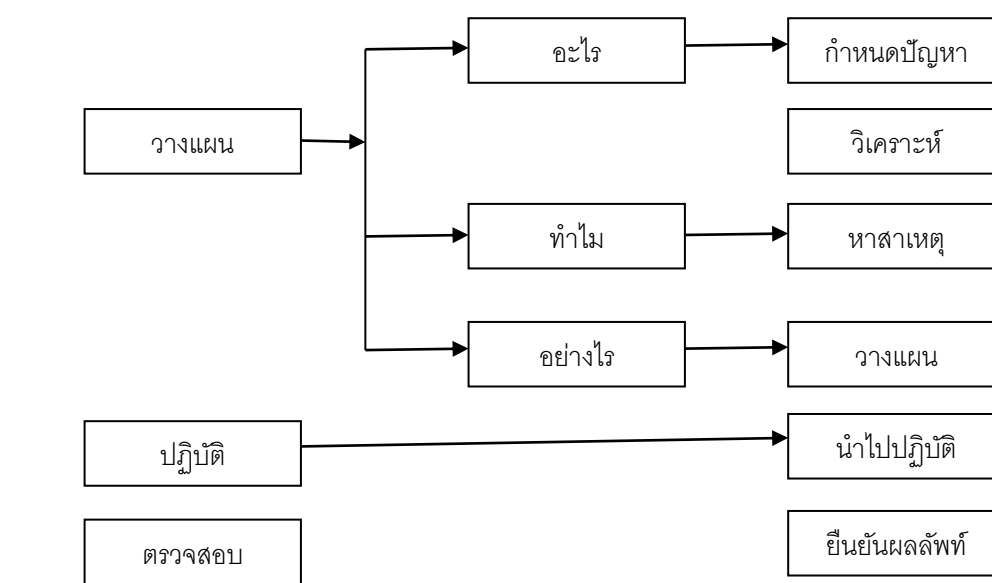 อะไร
กำหนดปัญหา
วางแผน
วิเคราะห์
ทำไม
หาสาเหตุ
อย่างไร
วางแผน
ปฏิบัติ
นำไปปฏิบัติ
ตรวจสอบ
ยืนยันผลลัพท์